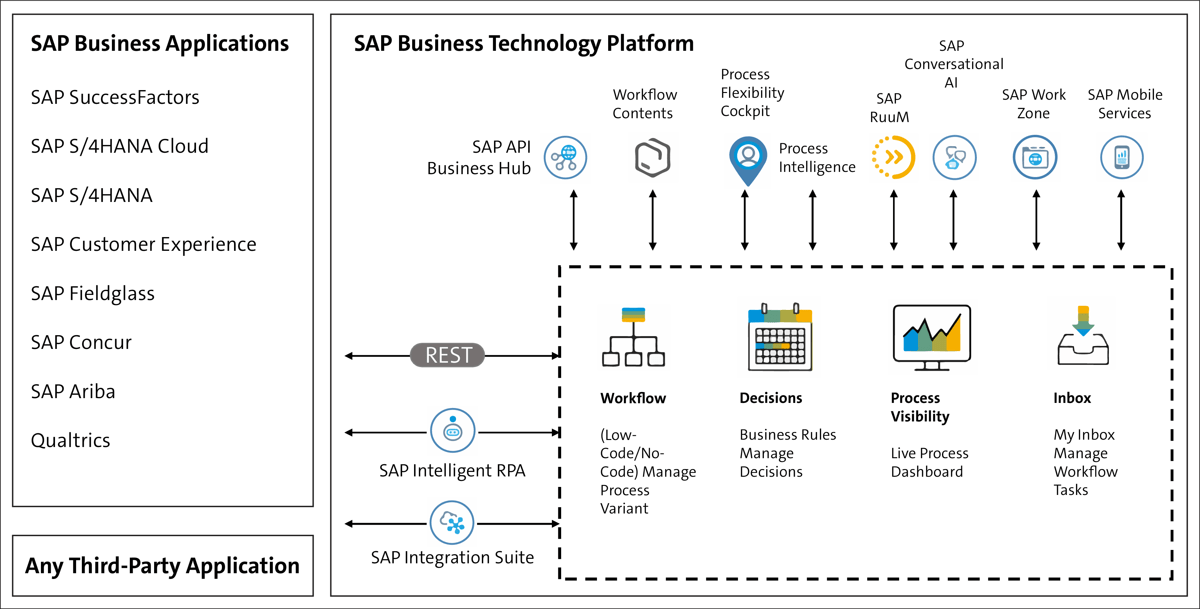 SAP Business Applications
SAP SuccessFactors
SAP S/4HANA Cloud
SAP S/4HANA
SAP Customer Experience
SAP Fieldglass
SAP Concur
SAP Ariba
Qualtrics
Any Third-Party Application
SAP Business Technology Platform
SAP API
Business Hub
Workflow
Contents
Process
Flexibility
Cockpit
Process
Intelligence
SAP
RuuM
SAP
Conversational
AI
SAP Work
Zone
SAP Mobile
Services
REST
SAP Intelligent RPA
SAP Integration Suite
Workflow
(Low-
Code/No-
Code) Manage
Process
Variant
Decisions
Business Rules
Manage
Decisions
Process
Visibility
Live Process
Dashboard
Inbox
My Inbox
Manage
Workflow
Tasks